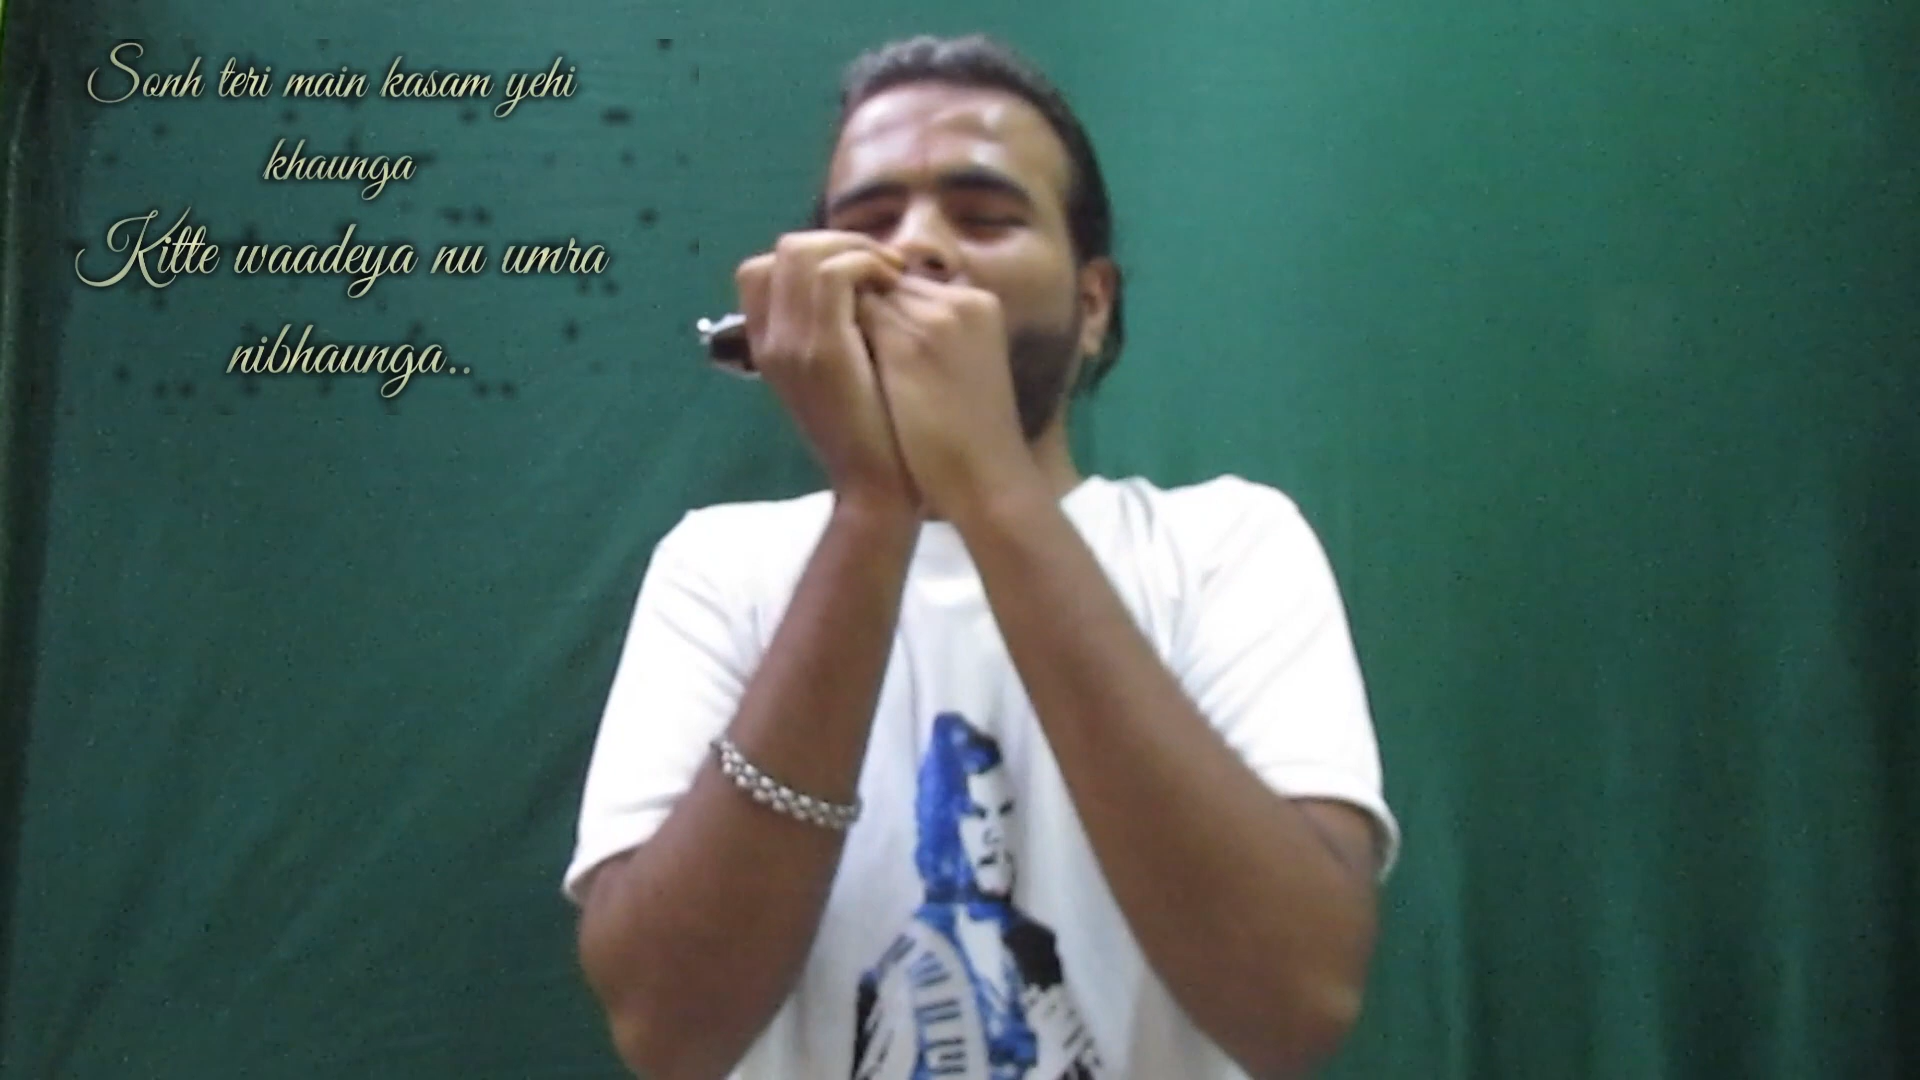 Sonh teri main kasam yehi
khaunga
Kitte waadeya nu umra
nibhaunga..